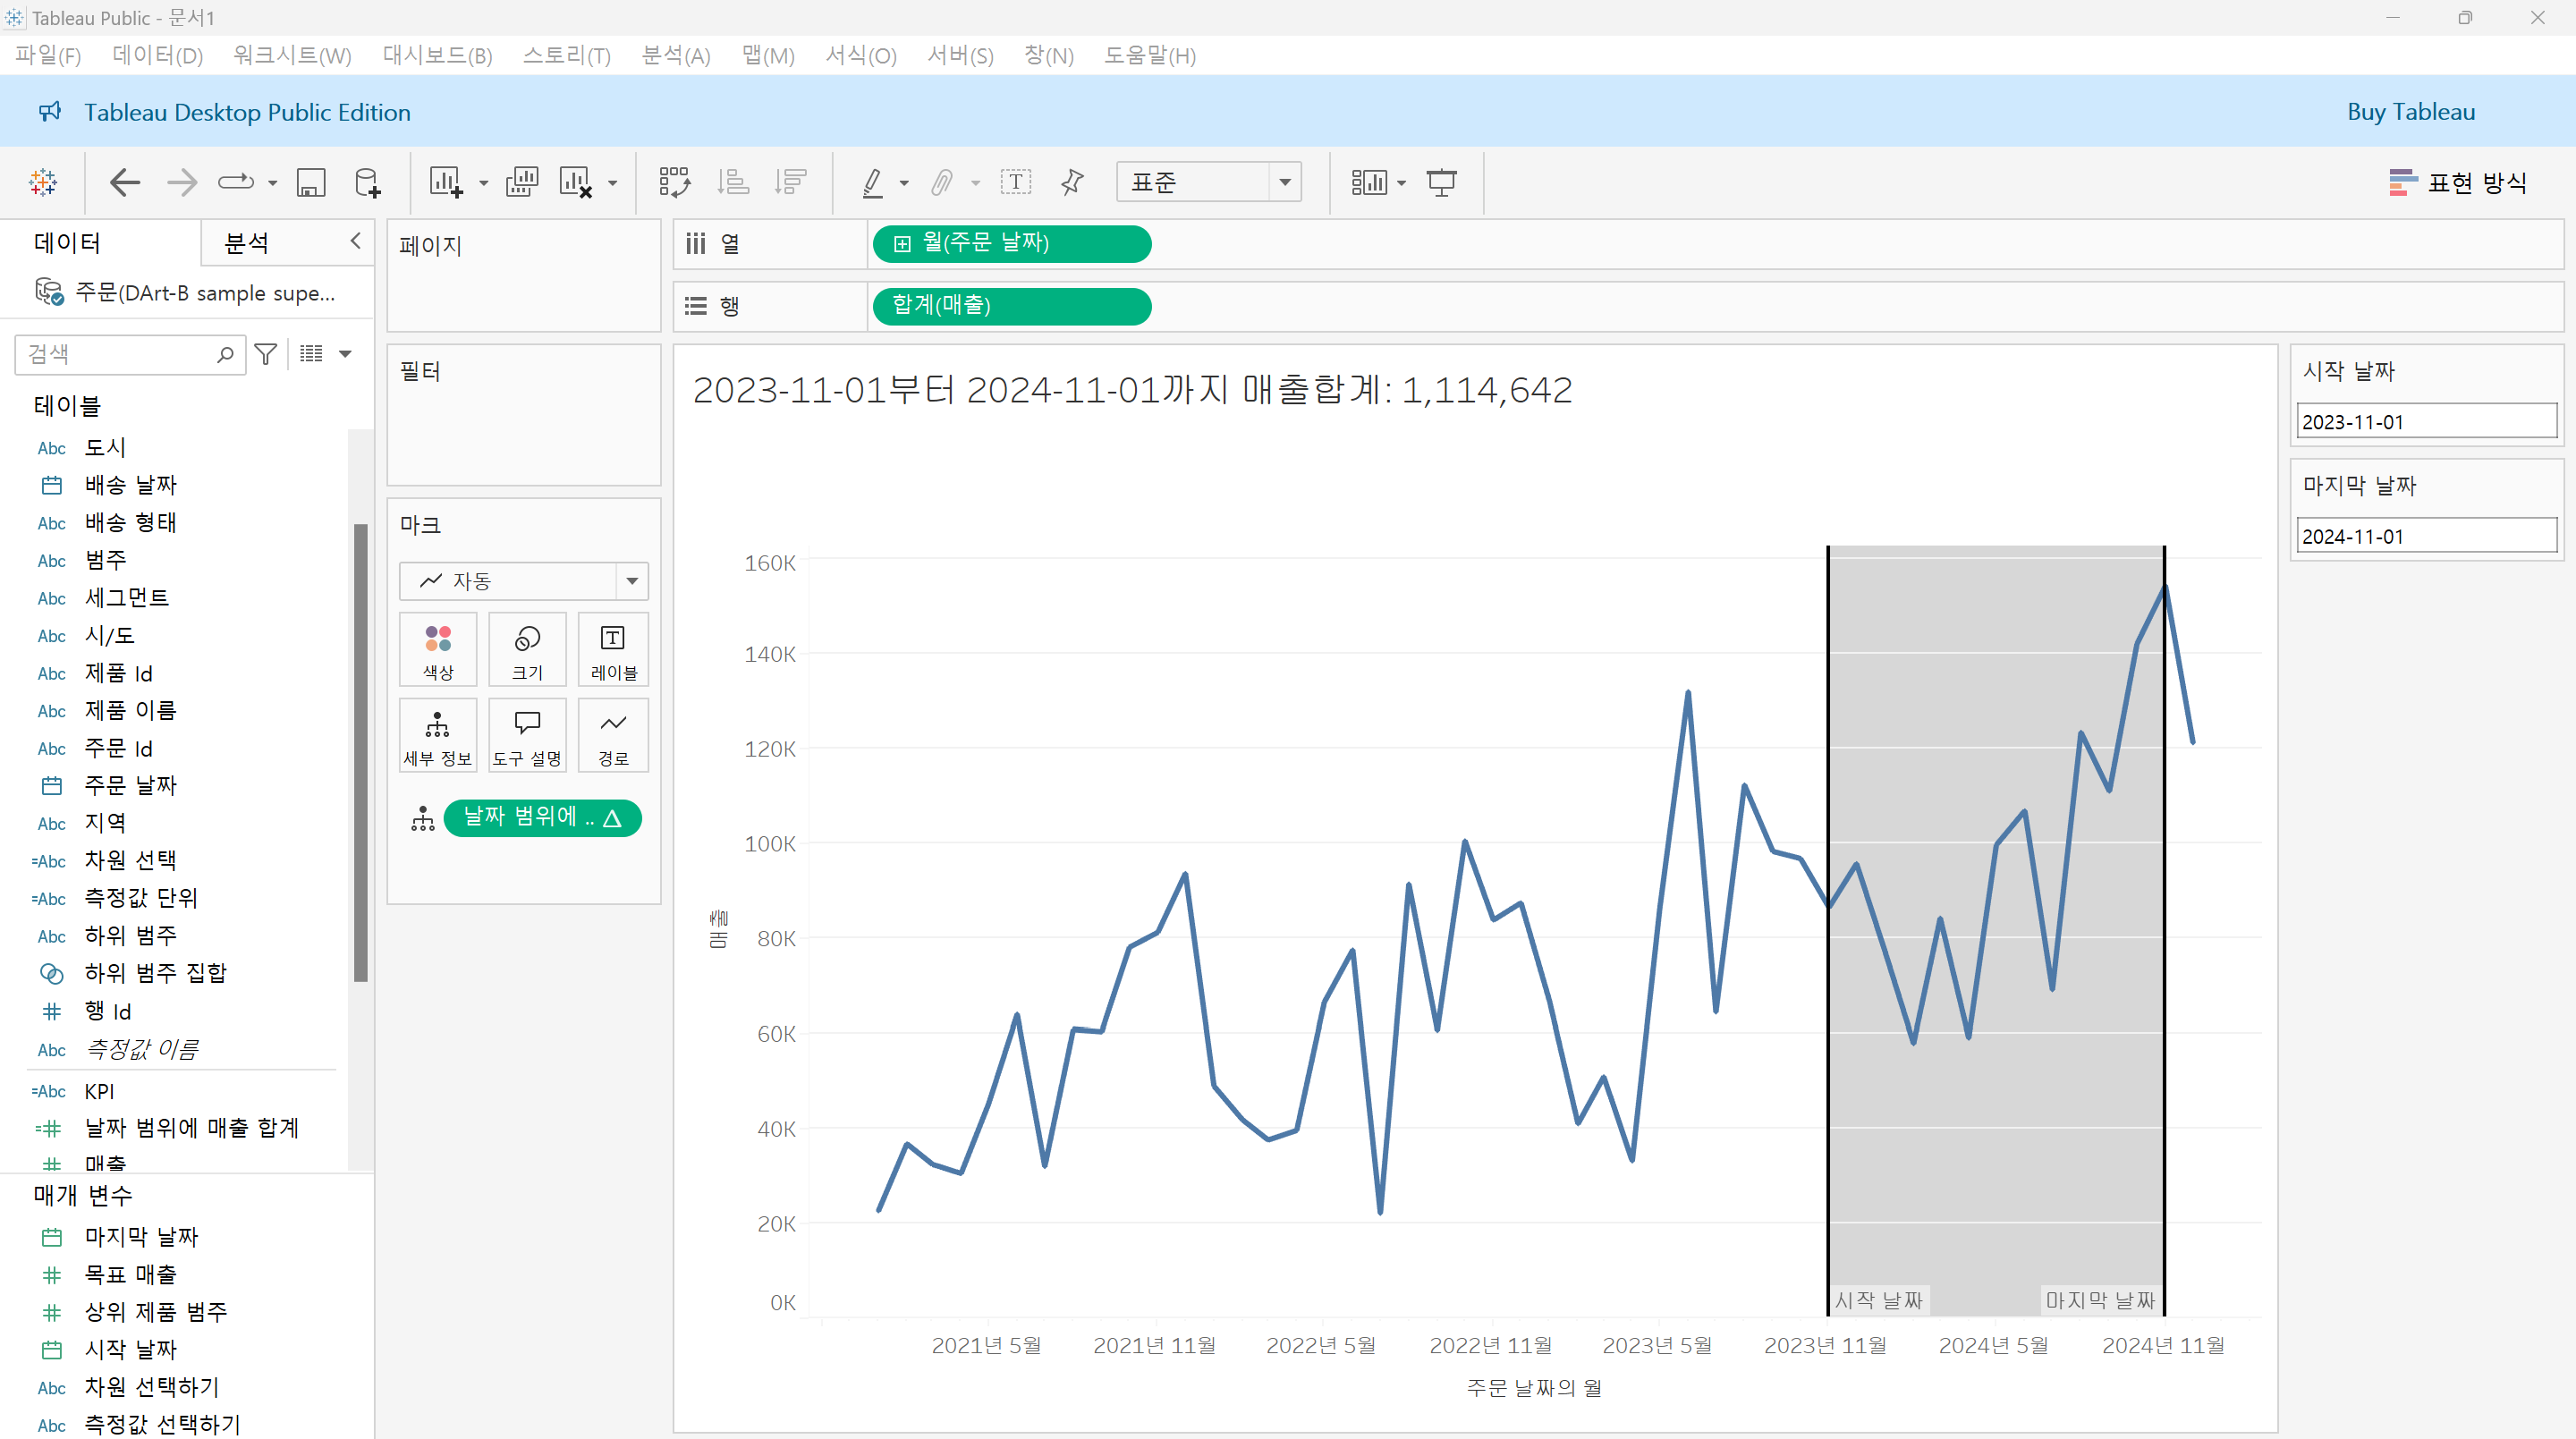 Tableau Public - 문서1
파일(F) 데이터(D) 워크시트(W) 대시보드(B) 스토리(T) 분석(A) 맵(M) 서식(O) 서버(S) 창(N) 도움말(H)
Tableau Desktop Public Edition
Buy Tableau
표준
표현 방식
데이터
분석
주문(DArt-B sample supe...
검색
테이블
Abc 도시
배송 날짜
Abc 배송 형태
Abc 범주
Abc 세그먼트
Abc 시/도
Abc 제품 Id
Abc 제품 이름
Abc 주문 Id
주문 날짜
Abc 지역
=Abc 차원 선택
=Abc 측정값 단위
Abc 하위 범주
하위 범주 집합
# 행 Id
Abc 측정값 이름
=Abc KPI
=# 날짜 범위에 매출 합계
# 매출
매개 변수
마지막 날짜
# 목표 매출
# 상위 제품 범주
시작 날짜
Abc 차원 선택하기
Abc 측정값 선택하기
페이지
필터
마크
자동
색상 크기 레이블
세부 정보 도구 설명 경로
날짜 범위에 .. △
열
월(주문 날짜)
행
합계(매출)
2023-11-01부터 2024-11-01까지 매출합계: 1,114,642
160K
140K
120K
100K
80K
60K
40K
20K
0K
매출
시작 날짜
마지막 날짜
2021년 5월 2021년 11월 2022년 5월 2022년 11월 2023년 5월 2023년 11월 2024년 5월 2024년 11월
주문 날짜의 월
시작 날짜
2023-11-01
마지막 날짜
2024-11-01